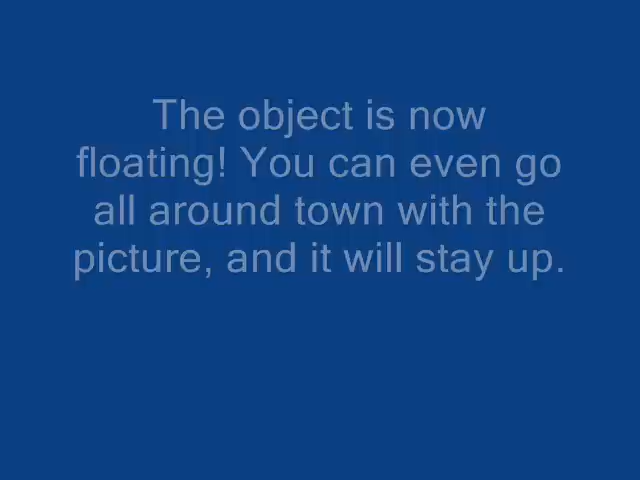 The object is now
floating! You can even go
all around town with the
picture, and it will stay up.